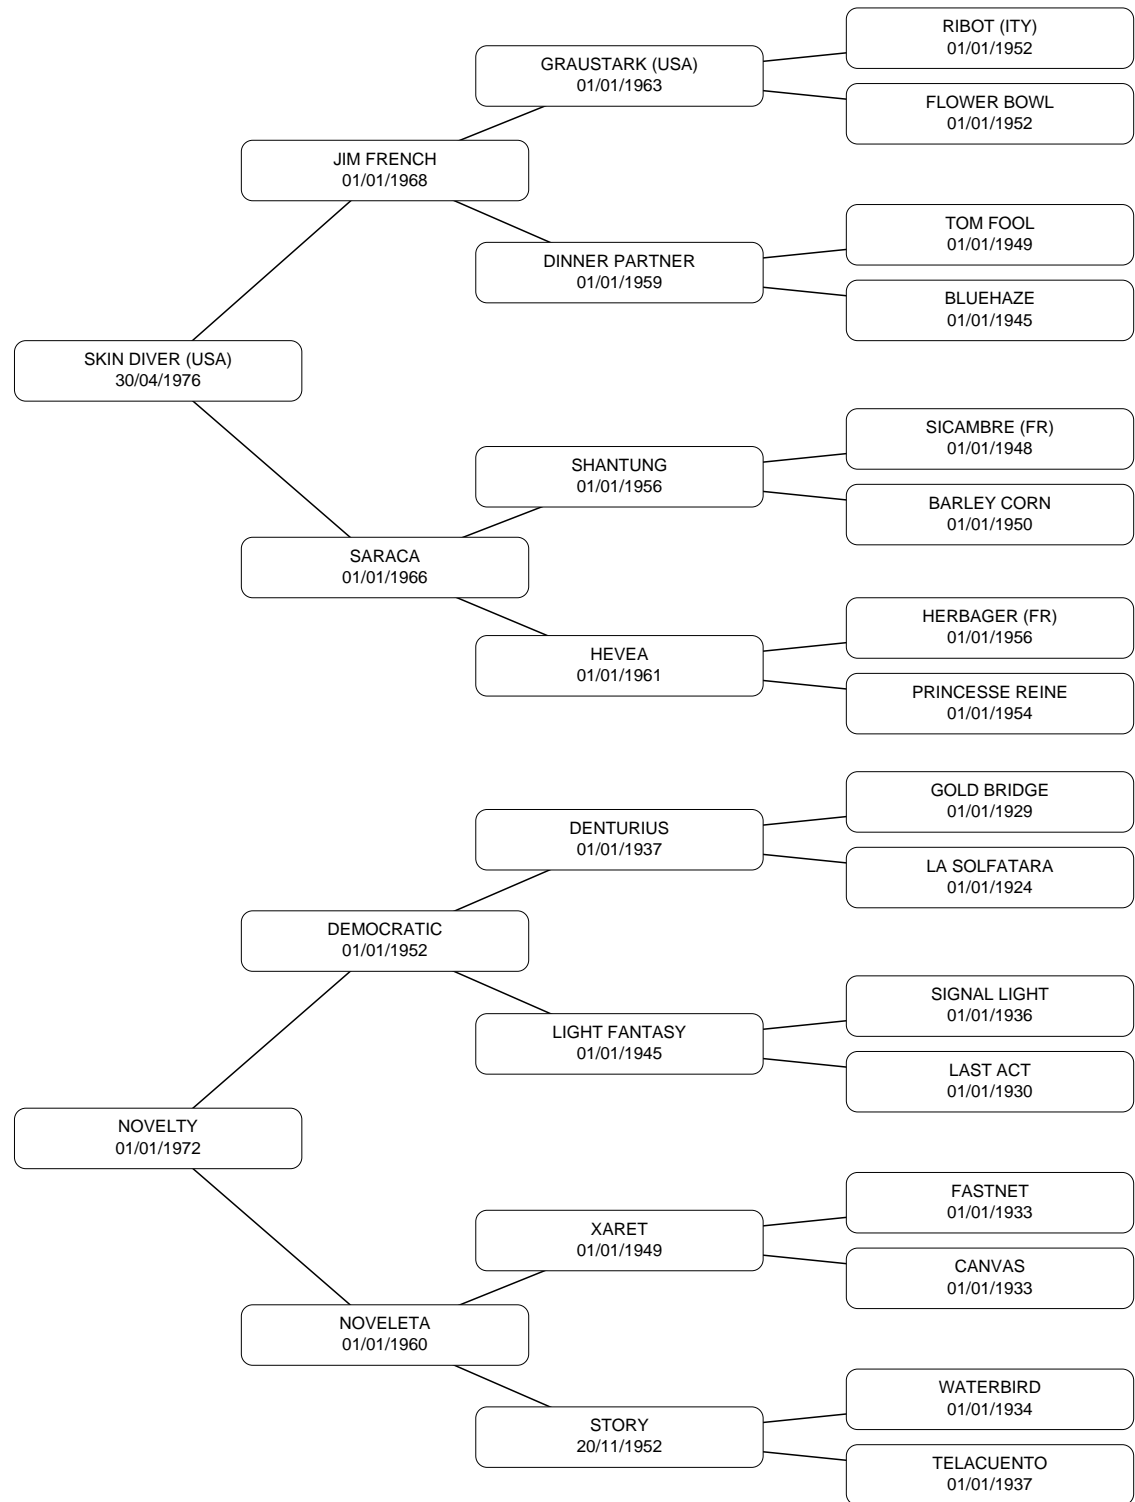 RIBOT (ITY)
01/01/1952
GRAUSTARK (USA)
01/01/1963
FLOWER BOWL
01/01/1952
JIM FRENCH
01/01/1968
TOM FOOL
01/01/1949
DINNER PARTNER
01/01/1959
BLUEHAZE
01/01/1945
SKIN DIVER (USA)
30/04/1976
SICAMBRE (FR)
01/01/1948
SHANTUNG
01/01/1956
BARLEY CORN
01/01/1950
SARACA
01/01/1966
HERBAGER (FR)
01/01/1956
HEVEA
01/01/1961
PRINCESSE REINE
01/01/1954
GOLD BRIDGE
01/01/1929
DENTURIUS
01/01/1937
LA SOLFATARA
01/01/1924
DEMOCRATIC
01/01/1952
SIGNAL LIGHT
01/01/1936
LIGHT FANTASY
01/01/1945
LAST ACT
01/01/1930
NOVELTY
01/01/1972
FASTNET
01/01/1933
XARET
01/01/1949
CANVAS
01/01/1933
NOVELETA
01/01/1960
WATERBIRD
01/01/1934
STORY
20/11/1952
TELACUENTO
01/01/1937